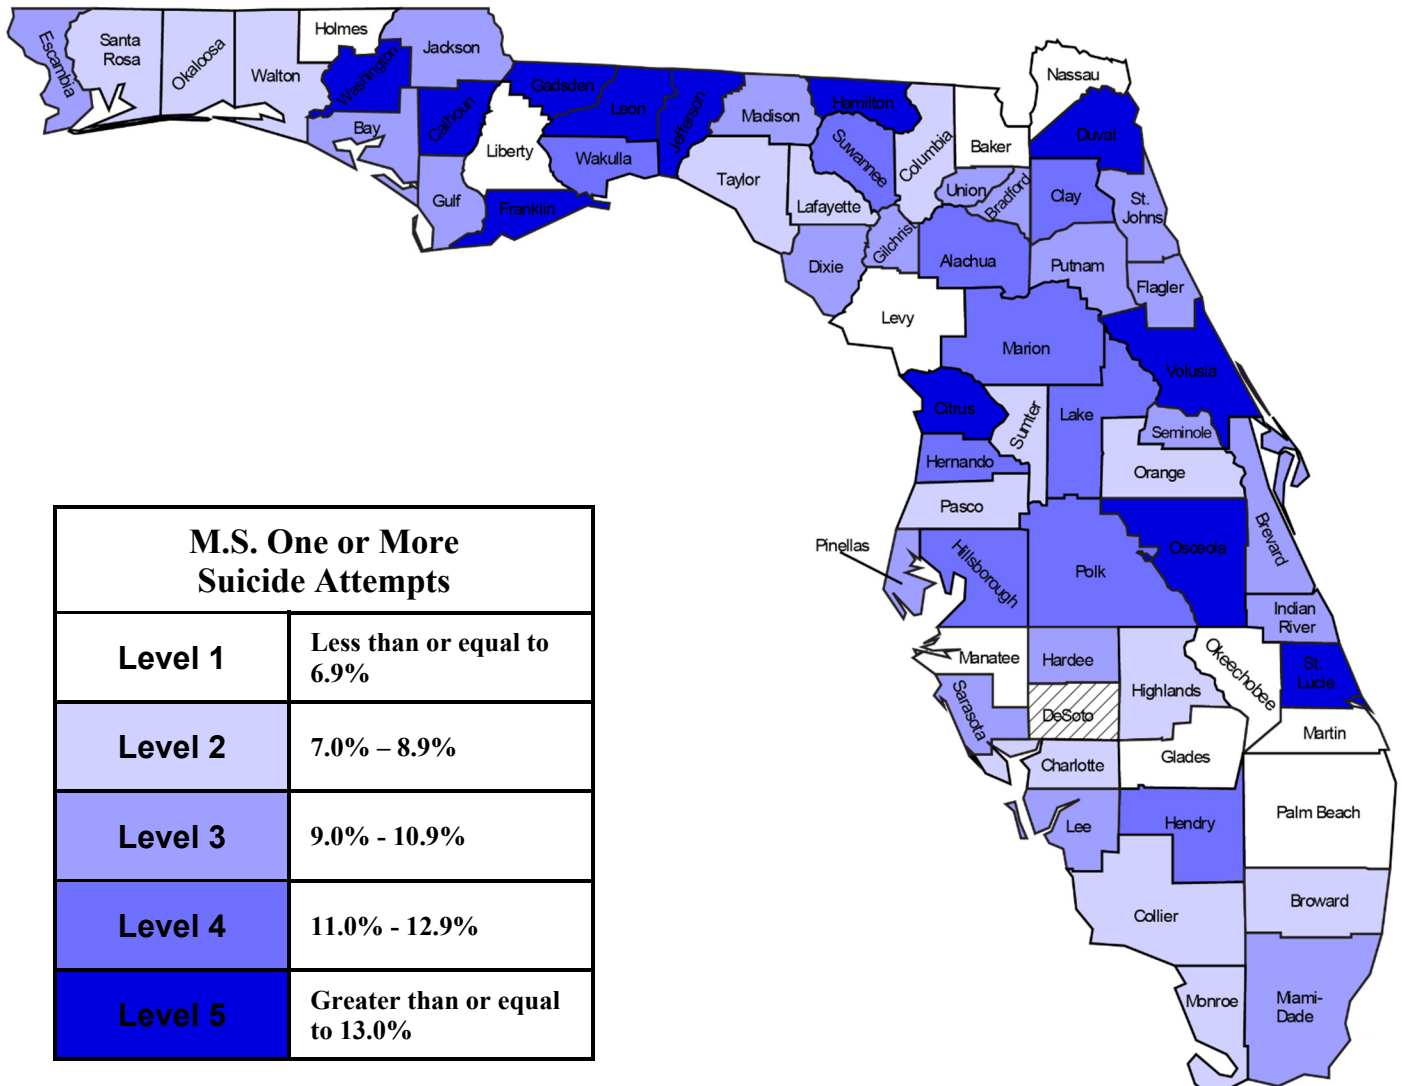 Escambia
Santa
Rosa
Okaloosa
Walton
Holmes
Washington
Jackson
Bay
Calhoun
Gulf
Liberty
Gadsden
Franklin
Leon
Wakulla
Jefferson
Madison
Taylor
Hamilton
Suwannee
Lafayette
Dixie
Columbia
Gilchrist
Baker
Union
Bradford
Nassau
Duval
Clay
St.
Johns
Alachua
Putnam
Flagler
Levy
Marion
Volusia
Citrus
Sumter
Lake
Seminole
Hernando
Orange
Pasco
Brevard
Pinellas
Hillsborough
Polk
Osceola
Indian
River
Manatee
Hardee
Highlands
Okeechobee
St.
Lucie
Sarasota
DeSoto
Martin
Charlotte
Glades
Lee
Hendry
Palm Beach
Collier
Broward
Monroe
Miami-
Dade
M.S. One or More
Suicide Attempts
Level 1
Less than or equal to
6.9%
Level 2
7.0% – 8.9%
Level 3
9.0% - 10.9%
Level 4
11.0% - 12.9%
Level 5
Greater than or equal
to 13.0%